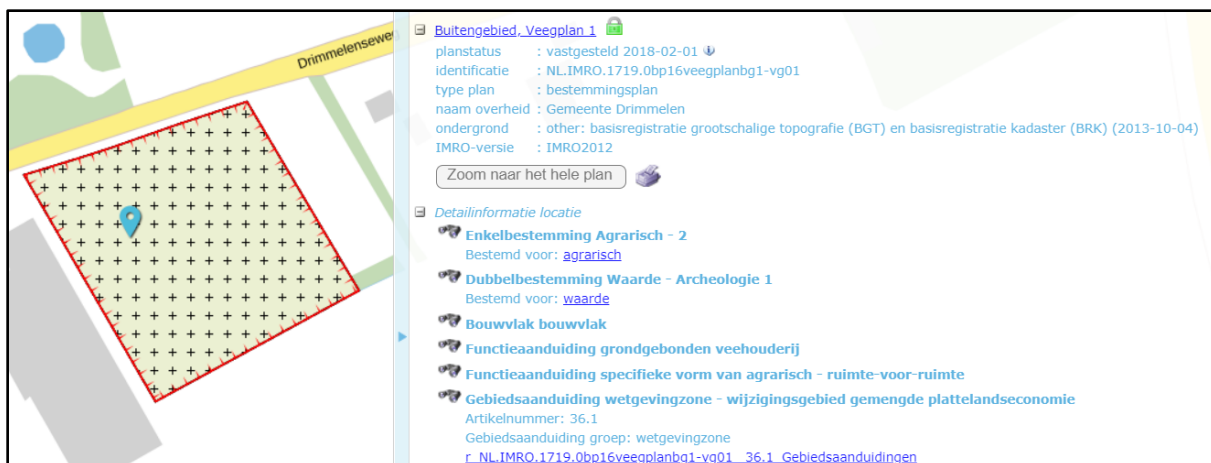 Drimmelensewe
Buitengebied, Veegplan 1
planstatus : vastgesteld 2018-02-01
identificatie : NL.IMRO.1719.0bp16veegplanbg1-vg01
type plan : bestemmingsplan
naam overheid : Gemeente Drimmelen
ondergrond : other: basisregistratie grootschalige topografie (BGT) en basisregistratie kadaster (BRK) (2013-10-04)
IMRO-versie : IMRO2012
Zoom naar het hele plan
Detailinformatie locatie
Enkelbestemming Agrarisch - 2
Bestemd voor: agrarisch
Dubbelbestemming Waarde - Archeologie 1
Bestemd voor: waarde
Bouwvlak bouwvlak
Functieaanduiding grondgebonden veehouderij
Functieaanduiding specifieke vorm van agrarisch - ruimte-voor-ruimte
Gebiedsaanduiding wetgevingzone - wijzigingsgebied gemengde plattelandseconomie
Artikelnummer: 36.1
Gebiedsaanduiding groep: wetgevingzone
r_NL.IMRO.1719.0bp16veegplanbg1-vg01_36.1_Gebiedsaanduidingen